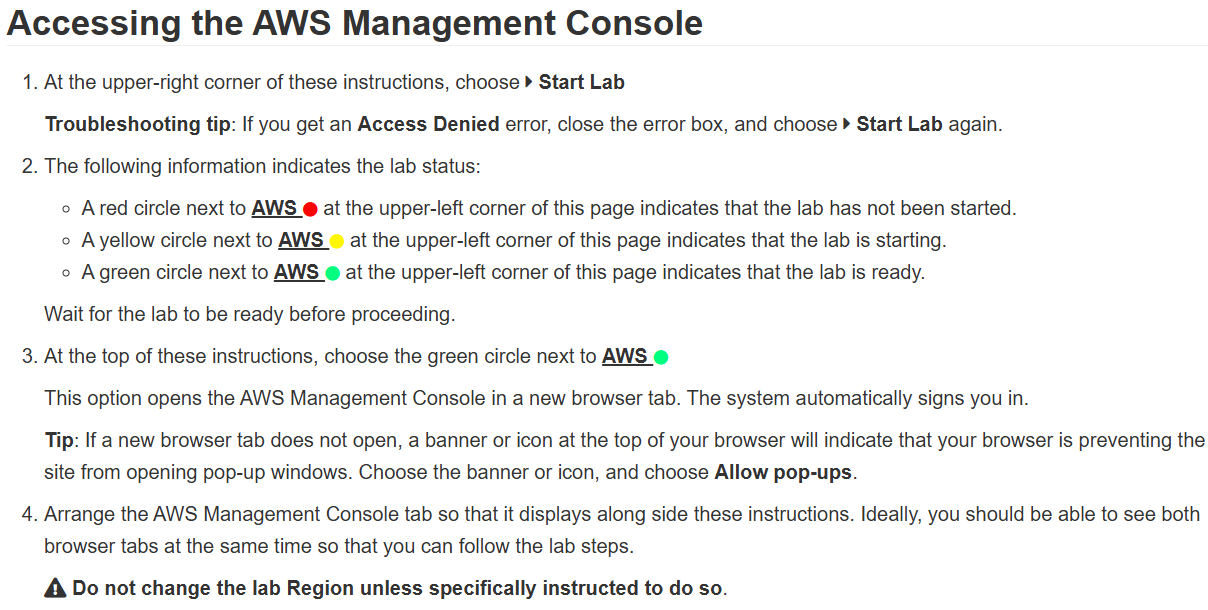 Accessing the AWS Management Console
1. At the upper-right corner of these instructions, choose Start Lab
Troubleshooting tip: If you get an Access Denied error, close the error box, and choose Start Lab again.
2. The following information indicates the lab status:
A red circle next to AWS at the upper-left corner of this page indicates that the lab has not been started.
A yellow circle next to AWS at the upper-left corner of this page indicates that the lab is starting.
A green circle next to AWS at the upper-left corner of this page indicates that the lab is ready.
Wait for the lab to be ready before proceeding.
3. At the top of these instructions, choose the green circle next to AWS
This option opens the AWS Management Console in a new browser tab. The system automatically signs you in.
Tip: If a new browser tab does not open, a banner or icon at the top of your browser will indicate that your browser is preventing the
site from opening pop-up windows. Choose the banner or icon, and choose Allow pop-ups.
4. Arrange the AWS Management Console tab so that it displays along side these instructions. Ideally, you should be able to see both
browser tabs at the same time so that you can follow the lab steps.
Do not change the lab Region unless specifically instructed to do so.